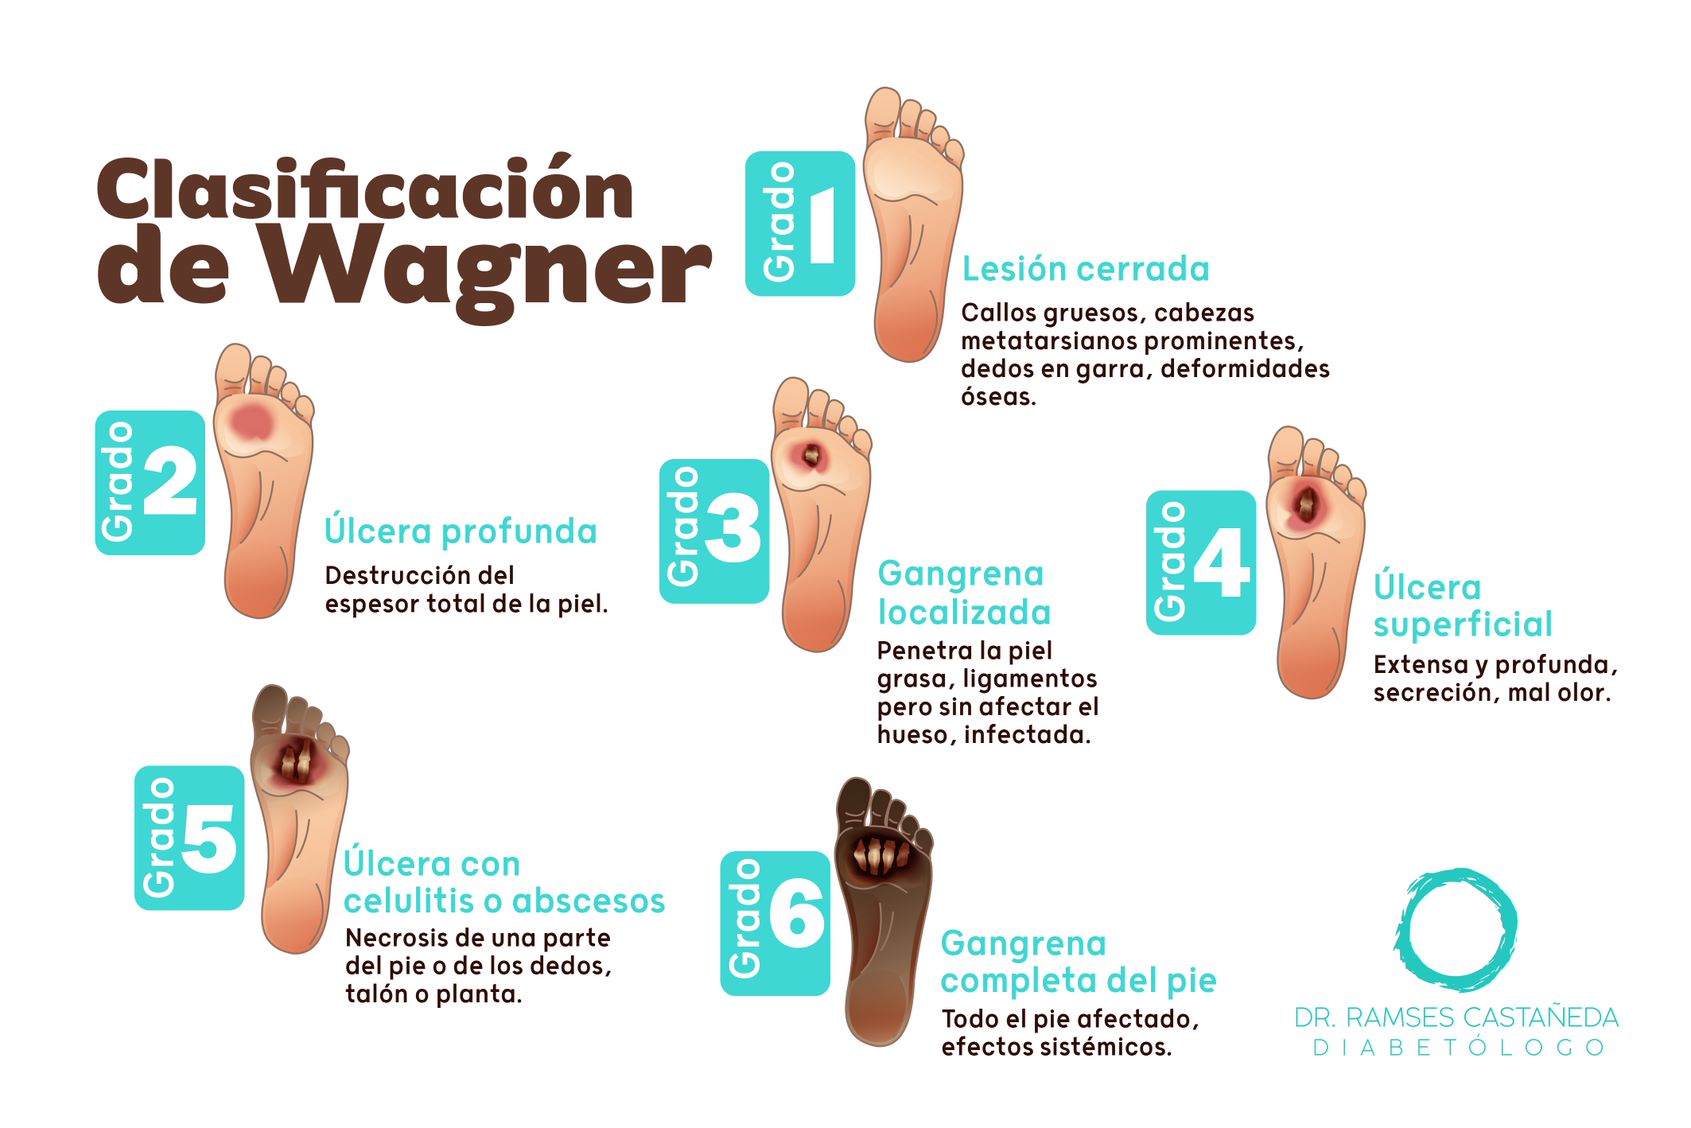 Clasificación
de Wagner
Grado 1
Lesión cerrada
Callos gruesos, cabezas
metatarsianos prominentes,
dedos en garra, deformidades
óseas.
Grado 2
Úlcera profunda
Destrucción del
espesor total de la piel.
Grado 3
Gangrena
localizada
Penetra la piel
grasa, ligamentos
pero sin afectar el
hueso, infectada.
Grado 4
Úlcera
superficial
Extensa y profunda,
secreción, mal olor.
Grado 5
Úlcera con
celulitis o abscesos
Necrosis de una parte
del pie o de los dedos,
talón o planta.
Grado 6
Gangrena
completa del pie
Todo el pie afectado,
efectos sistémicos.
DR. RAMSES CASTAÑEDA
DIABETÓLOGO